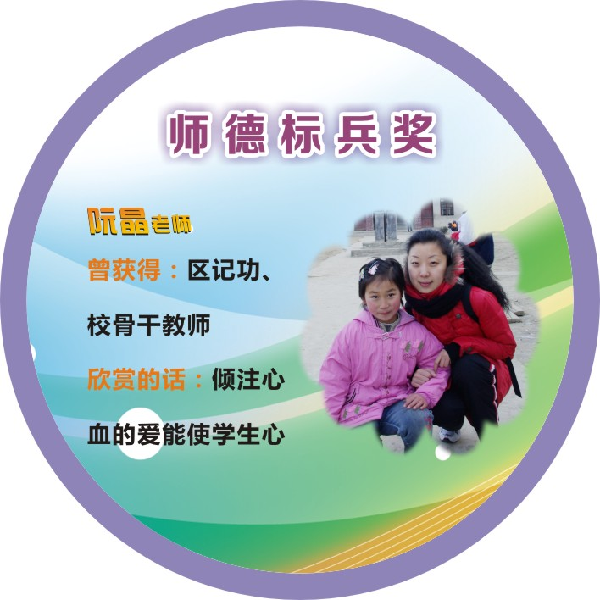 师德标兵奖
阮晶老师
曾获得：区记功、
校骨干教师
欣赏的话：倾注心
血的爱能使学生心